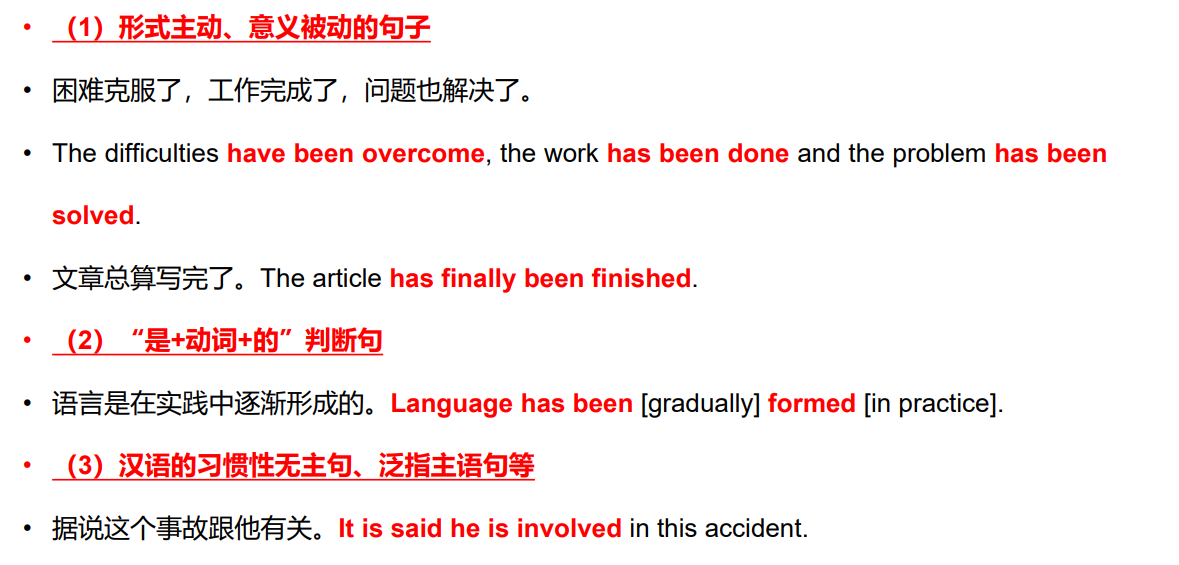 • （1）形式主动、意义被动的句子
• 困难克服了，工作完成了，问题也解决了。
• The difficulties have been overcome, the work has been done and the problem has been
solved.
• 文章总算写完了。The article has finally been finished.
• （2）“是+动词+的”判断句
• 语言是在实践中逐渐形成的。Language has been [gradually] formed [in practice].
• （3）汉语的习惯性无主句、泛指主语句等
• 据说这个事故跟他有关。It is said he is involved in this accident.